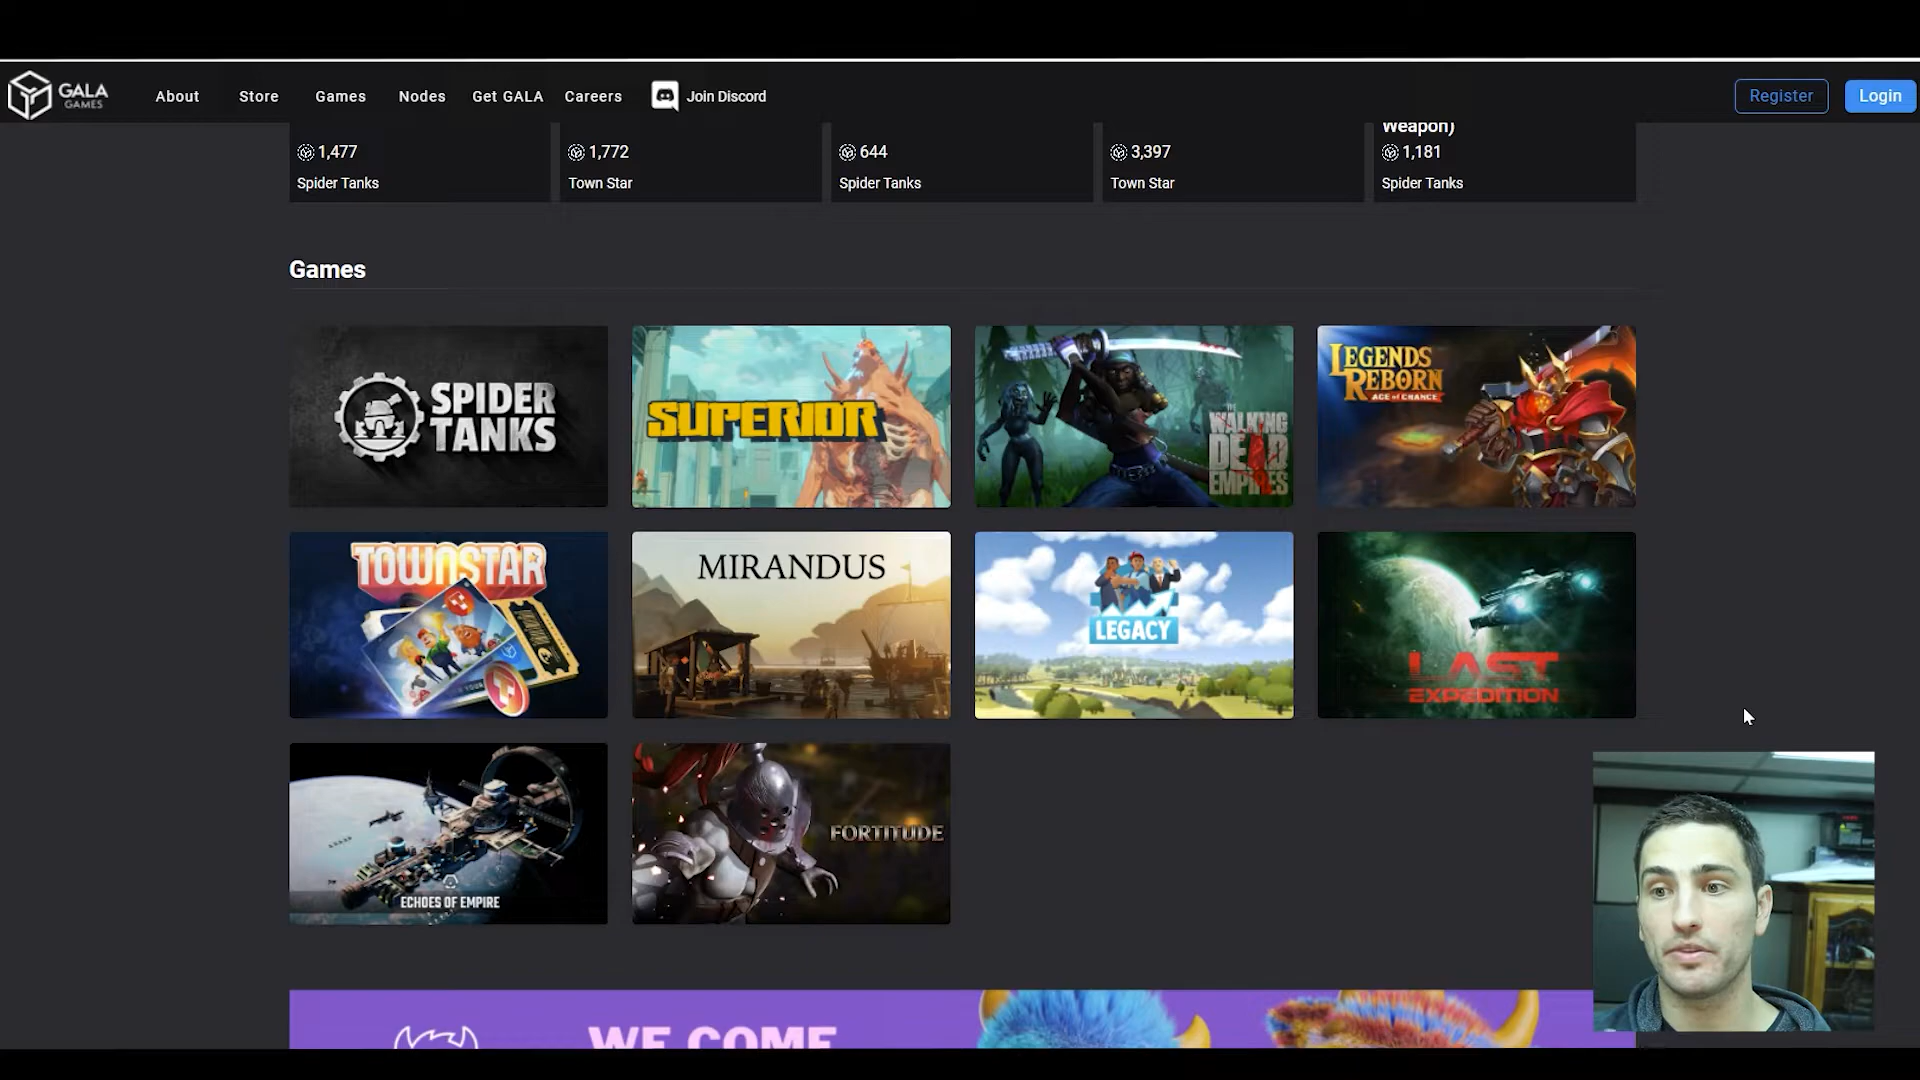 GALA
GAMES
About
Store
Games
Nodes
Get GALA
Careers
Join Discord
Register
Login
Weapon)
1,477
1,772
644
3,397
1,181
Spider Tanks
Town Star
Spider Tanks
Town Star
Spider Tanks
Games
SPIDER
TANKS
SUPERIOR
THE
WALKING
DEAD
EMPIRES
LEGENDS
REBORN
AGE of CHANCE
TOWNSTAR
MIRANDUS
LEGACY
LAST
EXPEDITION
ECHOES OF EMPIRE
FORTITUDE
WE COME